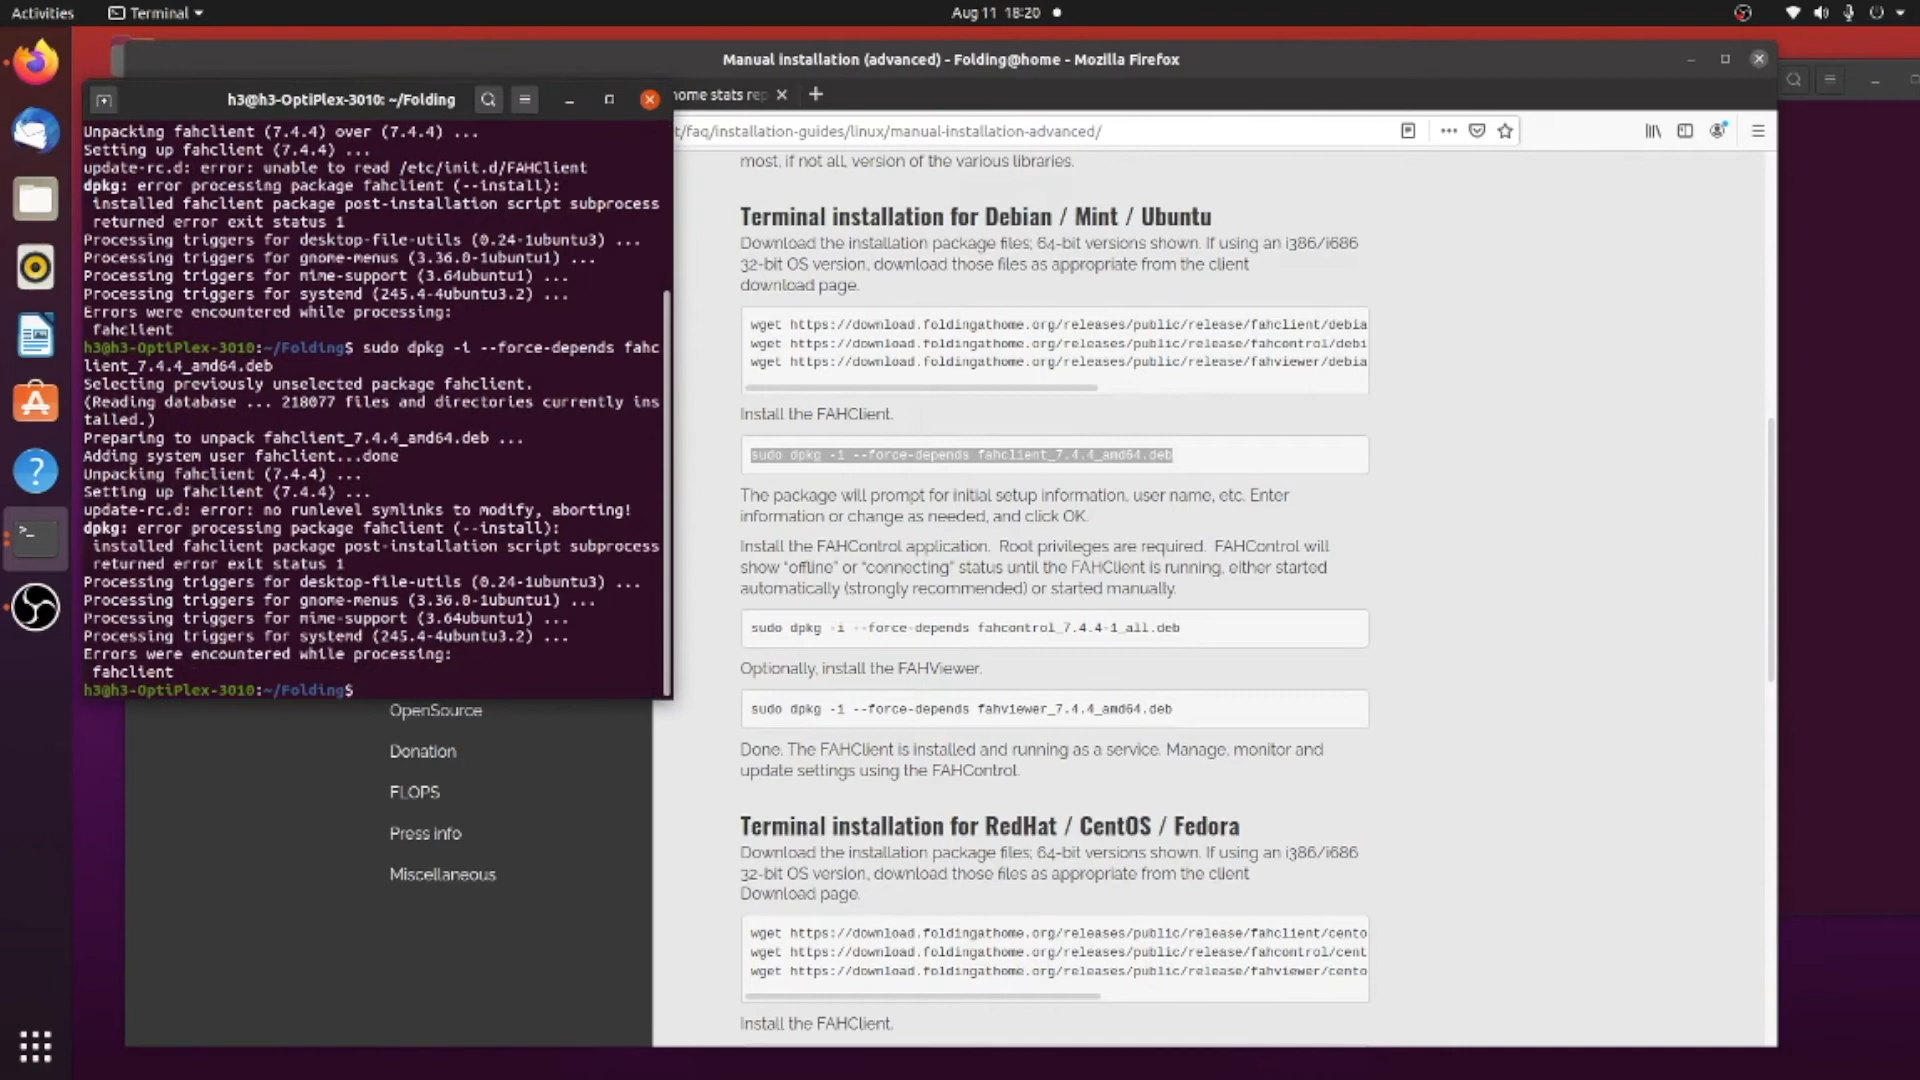 Activities
Terminal
Aug 11 18:20
Manual installation (advanced) - Folding@home - Mozilla Firefox
h3@h3-OptiPlex-3010: ~/Folding
home stats rep
t/faq/installation-guides/linux/manual-installation-advanced/
Unpacking fahclient (7.4.4) over (7.4.4) ...
Setting up fahclient (7.4.4) ...
update-rc.d: error: unable to read /etc/init.d/FAHClient
dpkg: error processing package fahclient (--install):
installed fahclient package post-installation script subprocess
returned error exit status 1
Processing triggers for desktop-file-utils (0.24-1ubuntu3) ...
Processing triggers for gnome-menus (3.36.0-1ubuntu1) ...
Processing triggers for mime-support (3.64ubuntu1) ...
Processing triggers for systemd (245.4-4ubuntu3.2) ...
Errors were encountered while processing:
fahclient
h3@h3-OptiPlex-3010:~/Folding$ sudo dpkg -i --force-depends fahc
lient_7.4.4_amd64.deb
Selecting previously unselected package fahclient.
(Reading database ... 218077 files and directories currently ins
talled.)
Preparing to unpack fahclient_7.4.4_amd64.deb ...
Adding system user fahclient...done
Unpacking fahclient (7.4.4) ...
Setting up fahclient (7.4.4) ...
update-rc.d: error: no runlevel symlinks to modify, aborting!
dpkg: error processing package fahclient (--install):
installed fahclient package post-installation script subprocess
returned error exit status 1
Processing triggers for desktop-file-utils (0.24-1ubuntu3) ...
Processing triggers for gnome-menus (3.36.0-1ubuntu1) ...
Processing triggers for mime-support (3.64ubuntu1) ...
Processing triggers for systemd (245.4-4ubuntu3.2) ...
Errors were encountered while processing:
fahclient
h3@h3-OptiPlex-3010:~/Folding$
OpenSource
Donation
FLOPS
Press info
Miscellaneous
most, if not all, version of the various libraries.
Terminal installation for Debian / Mint / Ubuntu
Download the installation package files; 64-bit versions shown. If using an i386/i686
32-bit OS version, download those files as appropriate from the client
download page.
wget https://download.foldingathome.org/releases/public/release/fahclient/debia
wget https://download.foldingathome.org/releases/public/release/fahcontrol/debi
wget https://download.foldingathome.org/releases/public/release/fahviewer/debia
Install the FAHClient.
sudo dpkg -i --force-depends fahclient_7.4.4_amd64.deb
The package will prompt for initial setup information, user name, etc. Enter
information or change as needed, and click OK.
Install the FAHControl application. Root privileges are required. FAHControl will
show "offline" or "connecting" status until the FAHClient is running, either started
automatically (strongly recommended) or started manually.
sudo dpkg -i --force-depends fahcontrol_7.4.4-1_all.deb
Optionally, install the FAHViewer.
sudo dpkg -i --force-depends fahviewer_7.4.4_amd64.deb
Done. The FAHClient is installed and running as a service. Manage, monitor and
update settings using the FAHControl.
Terminal installation for RedHat / CentOS / Fedora
Download the installation package files; 64-bit versions shown. If using an i386/i686
32-bit OS version, download those files as appropriate from the client
Download page.
wget https://download.foldingathome.org/releases/public/release/fahclient/cento
wget https://download.foldingathome.org/releases/public/release/fahcontrol/cent
wget https://download.foldingathome.org/releases/public/release/fahviewer/cento
Install the FAHClient.